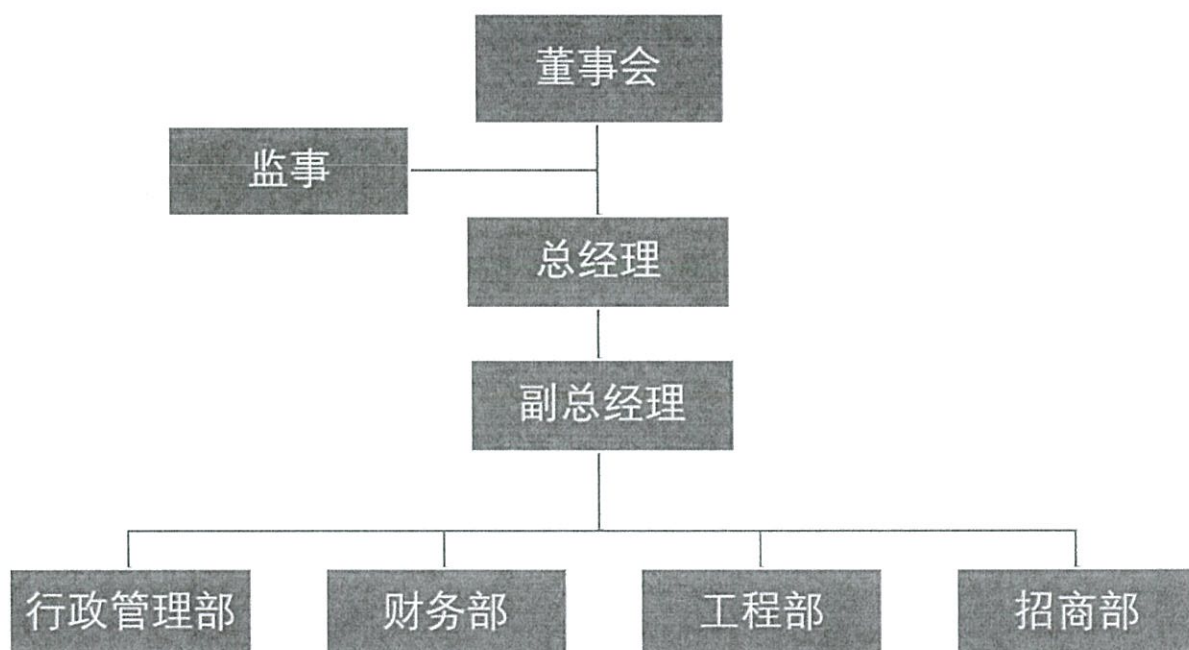 董事会
监事
总经理
副总经理
行政管理部
财务部
工程部
招商部